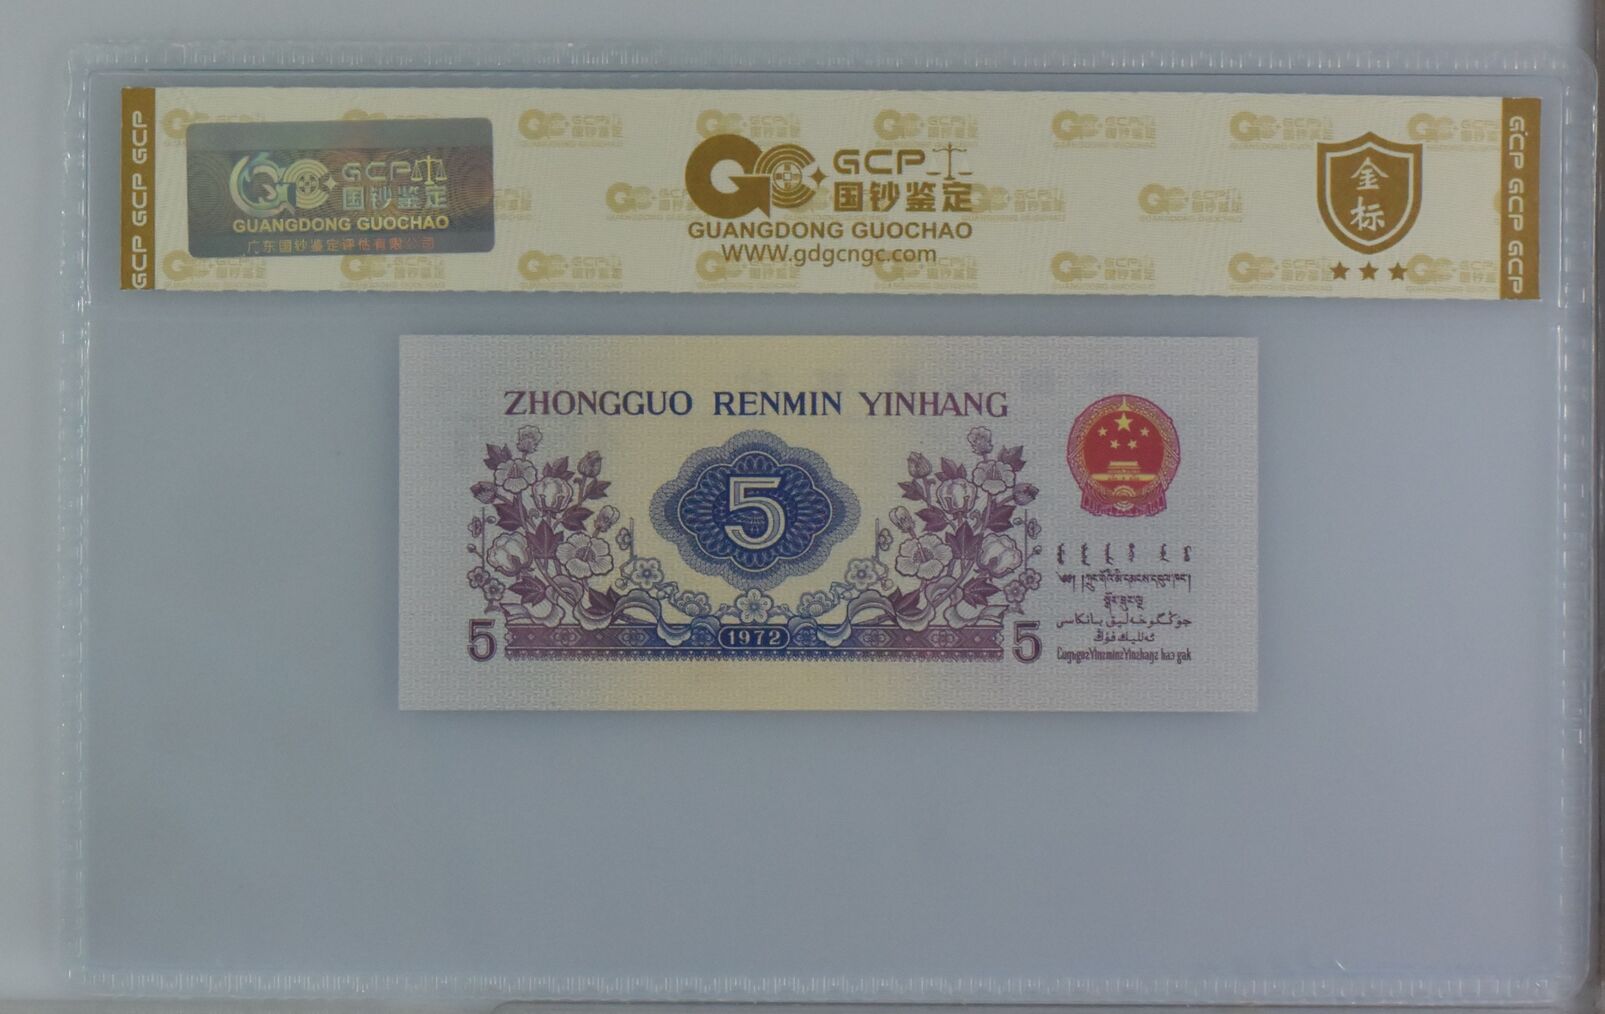 GCP GCP GCP
GCP
国钞鉴定
GUANGDONG GUOCHAO
广东国钞鉴定评估有限公司
GCP
国钞鉴定
GUANGDONG GUOCHAO
WWW.gdgcngc.com
金
标
GCP GCP GCP
ZHONGGUO RENMIN YINHANG
5
1972
5
5